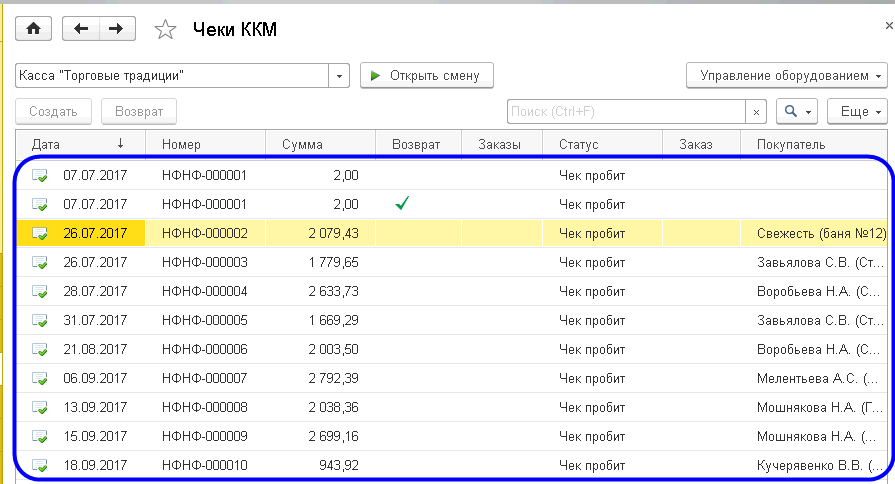 Чеки ККМ
Касса "Торговые традиции" Открыть смену Управление оборудованием
Создать Возврат Поиск (Ctrl+F) × Еще
Дата ↓ Номер Сумма Возврат Заказы Статус Заказ Покупатель
07.07.2017 НФНФ-000001 2,00 Чек пробит
07.07.2017 НФНФ-000001 2,00 Чек пробит
26.07.2017 НФНФ-000002 2 079,43 Чек пробит Свежесть (баня №12)
26.07.2017 НФНФ-000003 1 779,65 Чек пробит Завьялова С.В. (Ст...
28.07.2017 НФНФ-000004 2 633,73 Чек пробит Воробьева Н.А. (С...
31.07.2017 НФНФ-000005 1 669,29 Чек пробит Завьялова С.В. (Ст...
21.08.2017 НФНФ-000006 2 003,50 Чек пробит Воробьева Н.А. (С...
06.09.2017 НФНФ-000007 2 792,39 Чек пробит Мелентьева А.С. (...
13.09.2017 НФНФ-000008 2 038,36 Чек пробит Мошнякова Н.А. (Г...
15.09.2017 НФНФ-000009 2 699,16 Чек пробит Мошнякова Н.А. (...
18.09.2017 НФНФ-000010 943,92 Чек пробит Кучерявенко В.В. (...